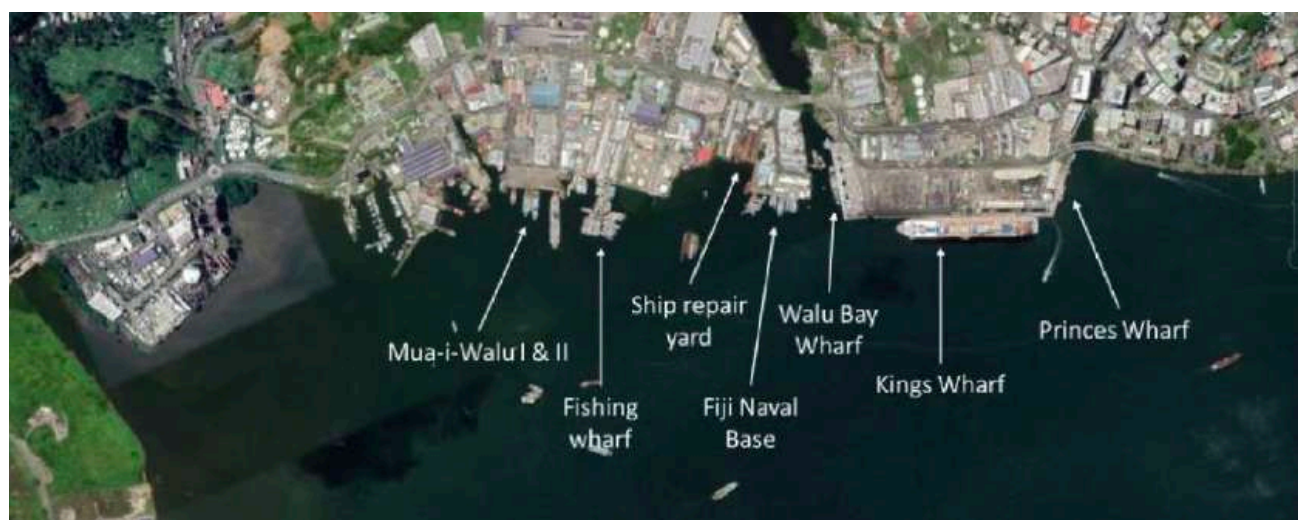 Mua-i-Walu I & II
Fishing
wharf
Ship repair
yard
Fiji Naval
Base
Walu Bay
Wharf
Kings Wharf
Princes Wharf